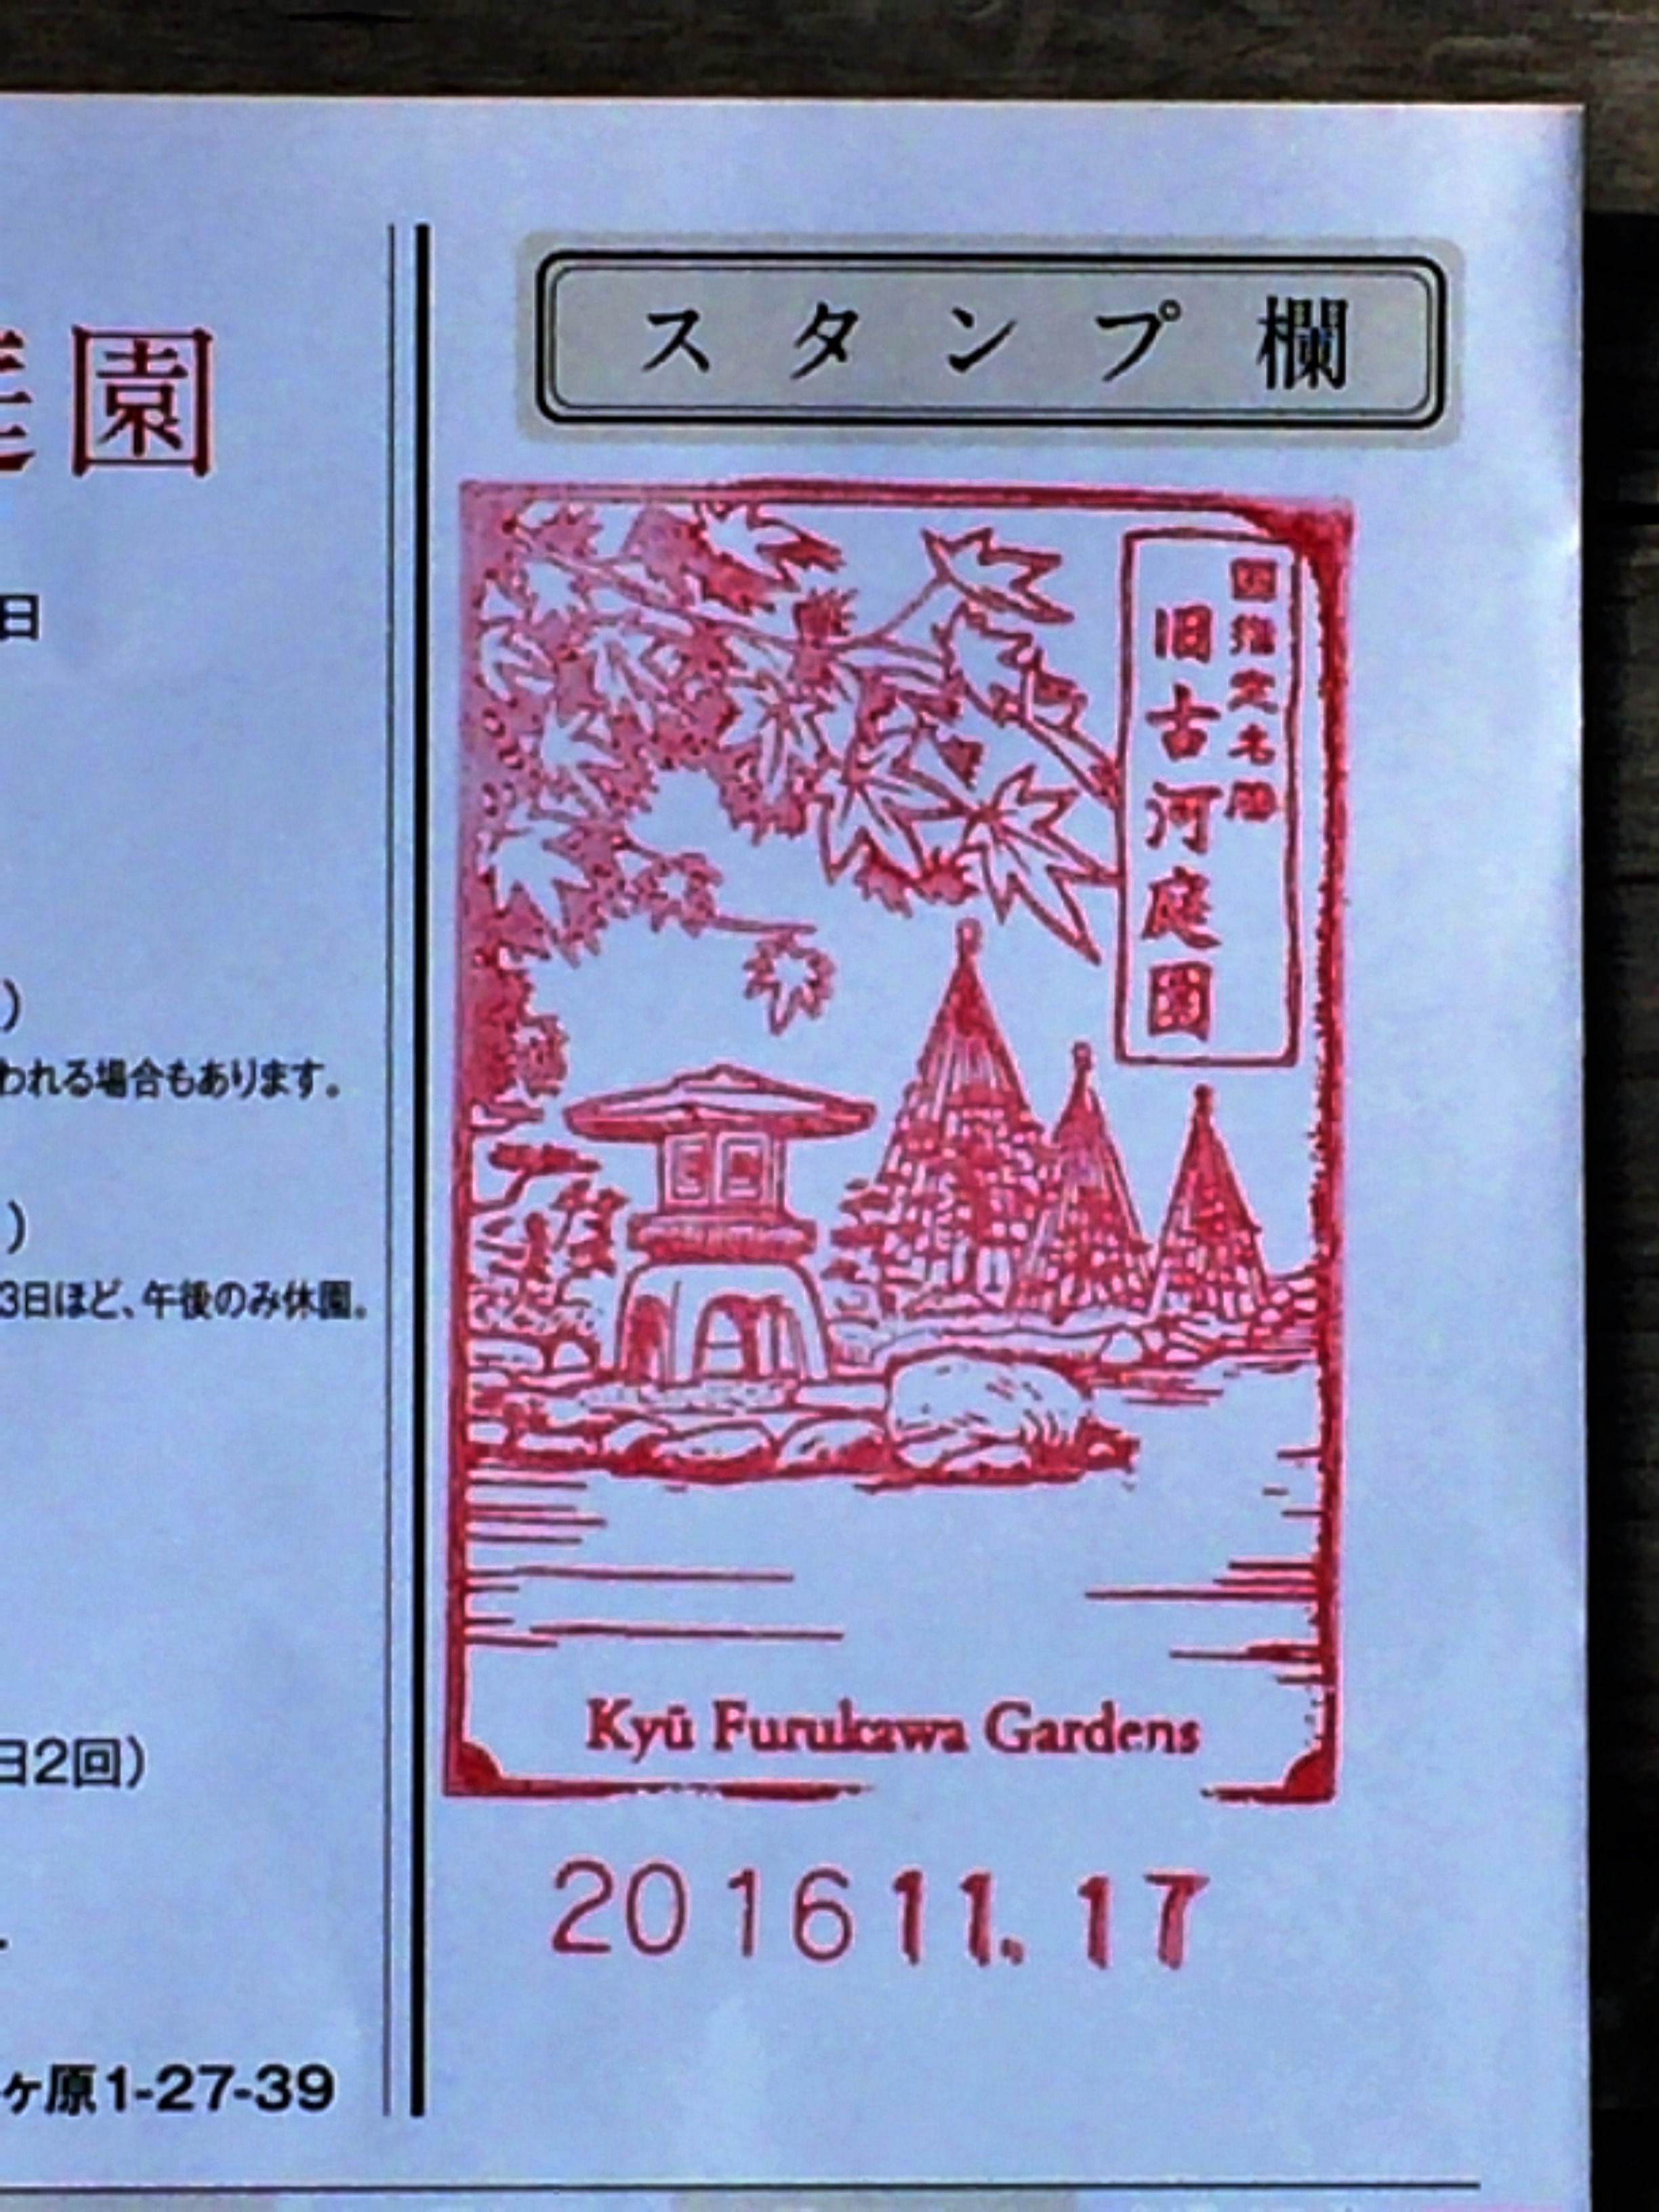 園
スタンプ欄
国指定名勝
旧古河庭園
日
)
われる場合もあります。
)
3日ほど、午後のみ休園。
Kyū Furukawa Gardens
日2回)
2016 11. 17
ヶ原1-27-39